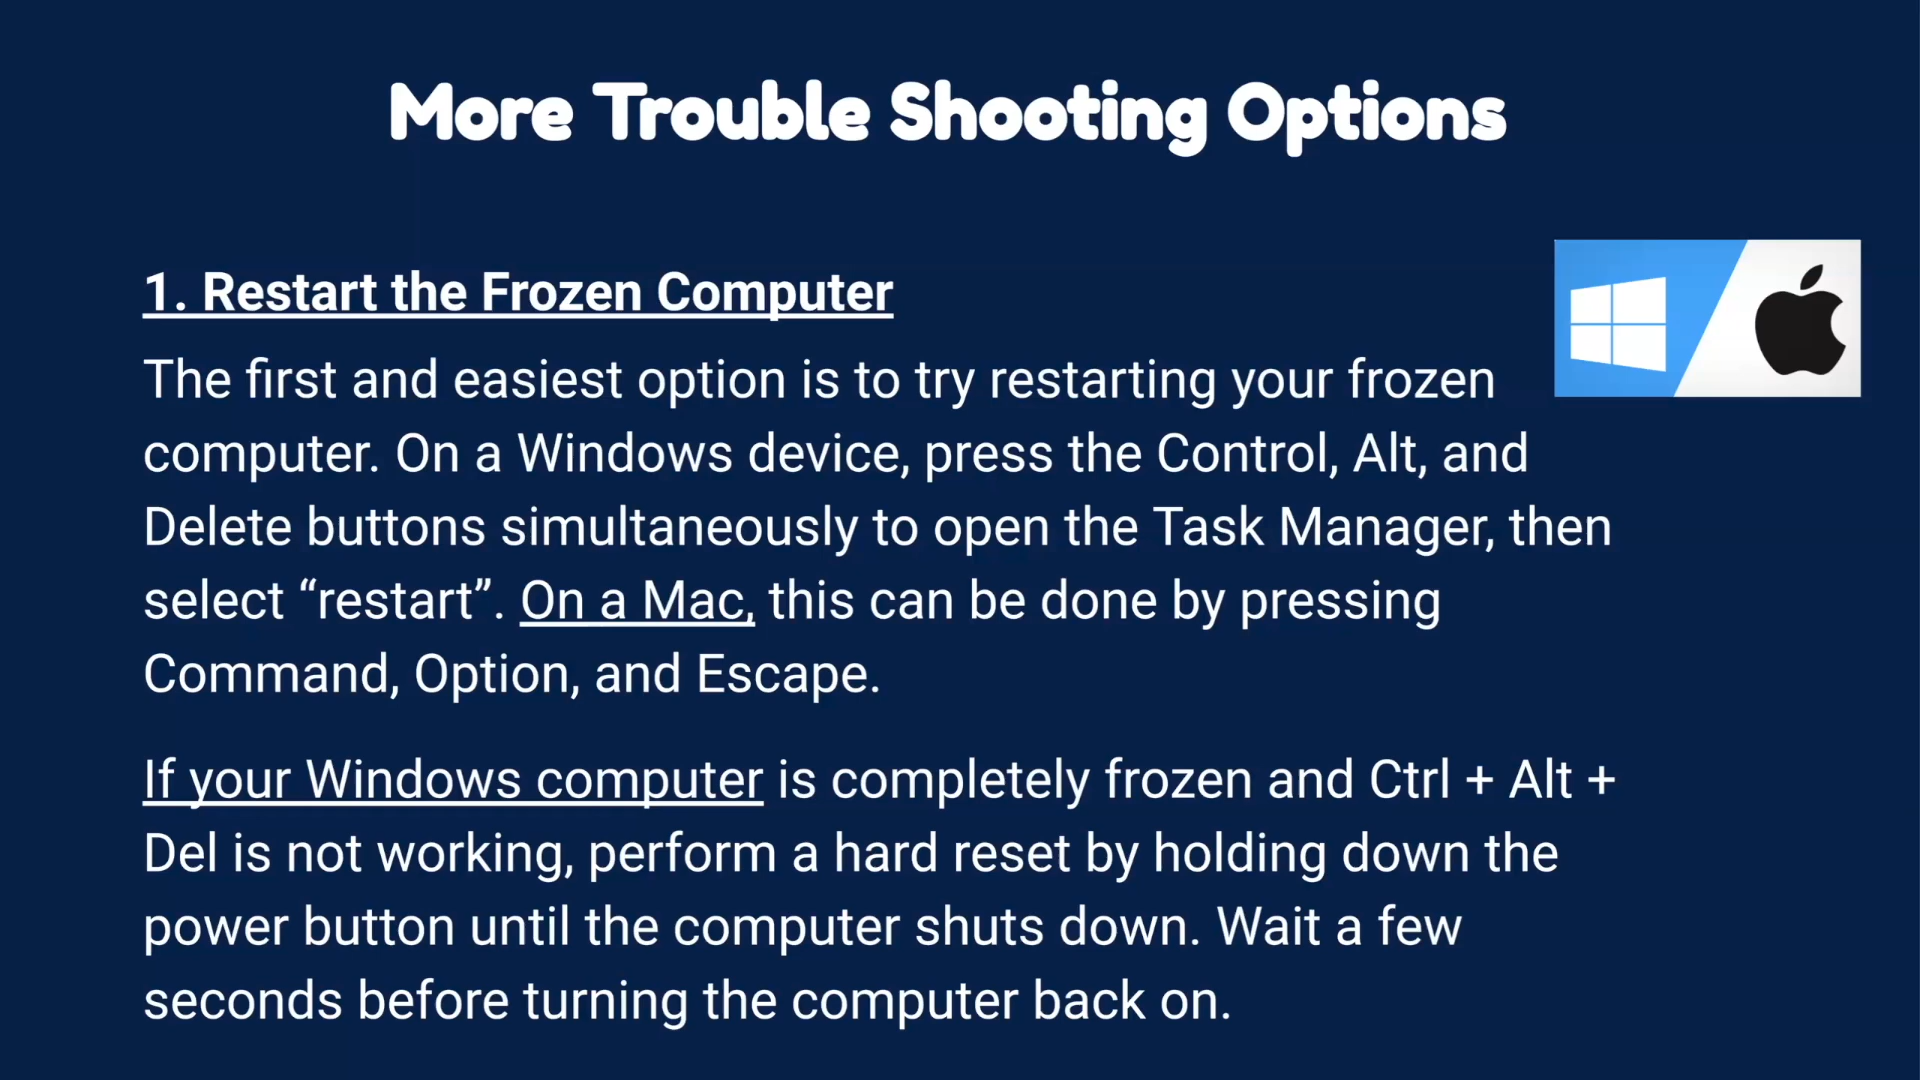 More Trouble Shooting Options
1. Restart the Frozen Computer
The first and easiest option is to try restarting your frozen
computer. On a Windows device, press the Control, Alt, and
Delete buttons simultaneously to open the Task Manager, then
select “restart”. On a Mac, this can be done by pressing
Command, Option, and Escape.
If your Windows computer is completely frozen and Ctrl + Alt +
Del is not working, perform a hard reset by holding down the
power button until the computer shuts down. Wait a few
seconds before turning the computer back on.